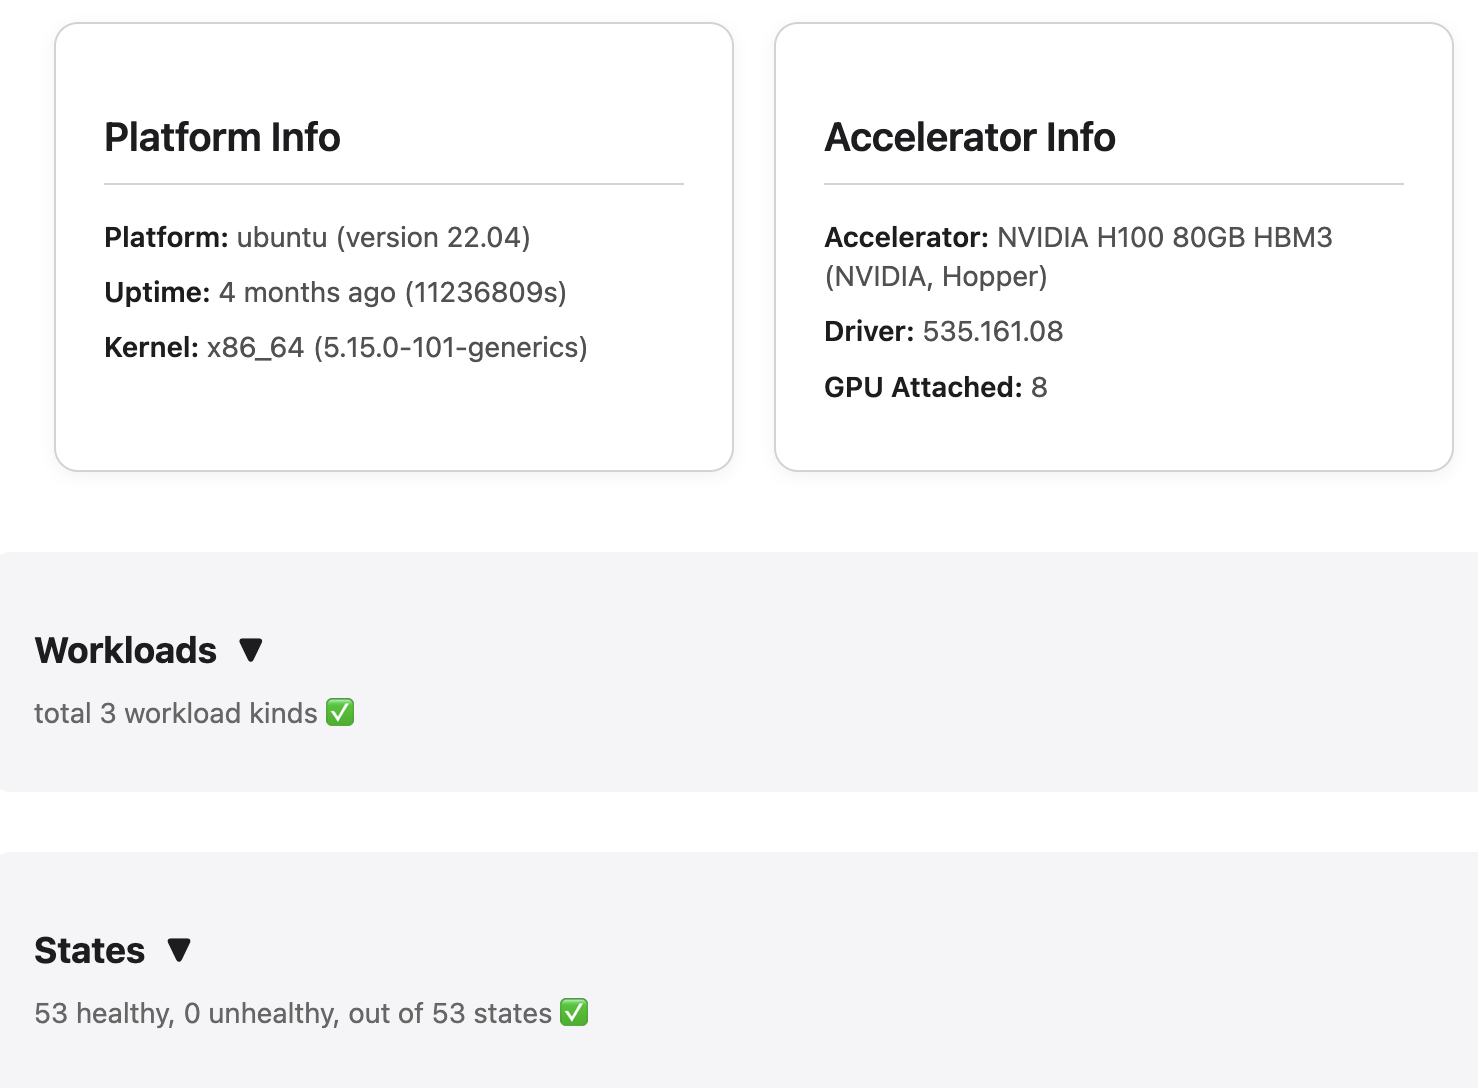 Platform Info
Platform: ubuntu (version 22.04)
Uptime: 4 months ago (11236809s)
Kernel: x86_64 (5.15.0-101-generics)
Accelerator Info
Accelerator: NVIDIA H100 80GB HBM3
(NVIDIA, Hopper)
Driver: 535.161.08
GPU Attached: 8
Workloads ▼
total 3 workload kinds ✅
States ▼
53 healthy, 0 unhealthy, out of 53 states ✅